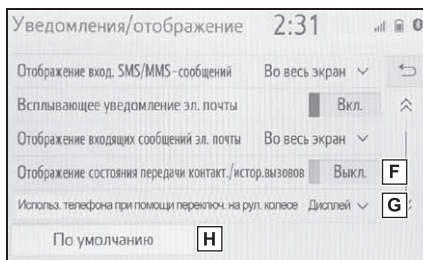 Уведомления/отображение 2:31
Отображение вход. SMS/MMS-сообщений Во весь экран
Всплывающее уведомление эл. почты Вкл.
Отображение входящих сообщений эл. почты Во весь экран
Отображение состояния передачи контакт./истор.вызовов Выкл. F
Использ. телефона при помощи переключ. на рул. колесе Дисплей G
По умолчанию H